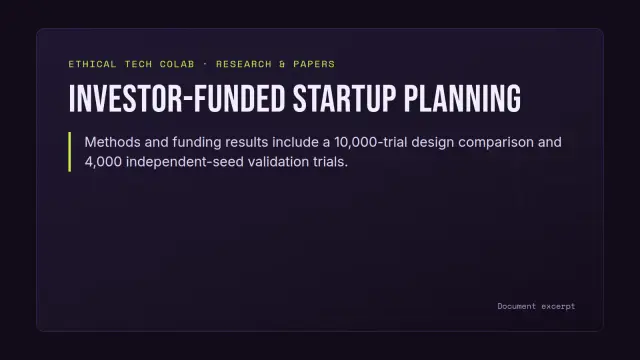 ETHICAL TECH COLAB · RESEARCH & PAPERS
INVESTOR-FUNDED STARTUP PLANNING
Methods and funding results include a 10,000-trial design comparison and
4,000 independent-seed validation trials.
Document excerpt